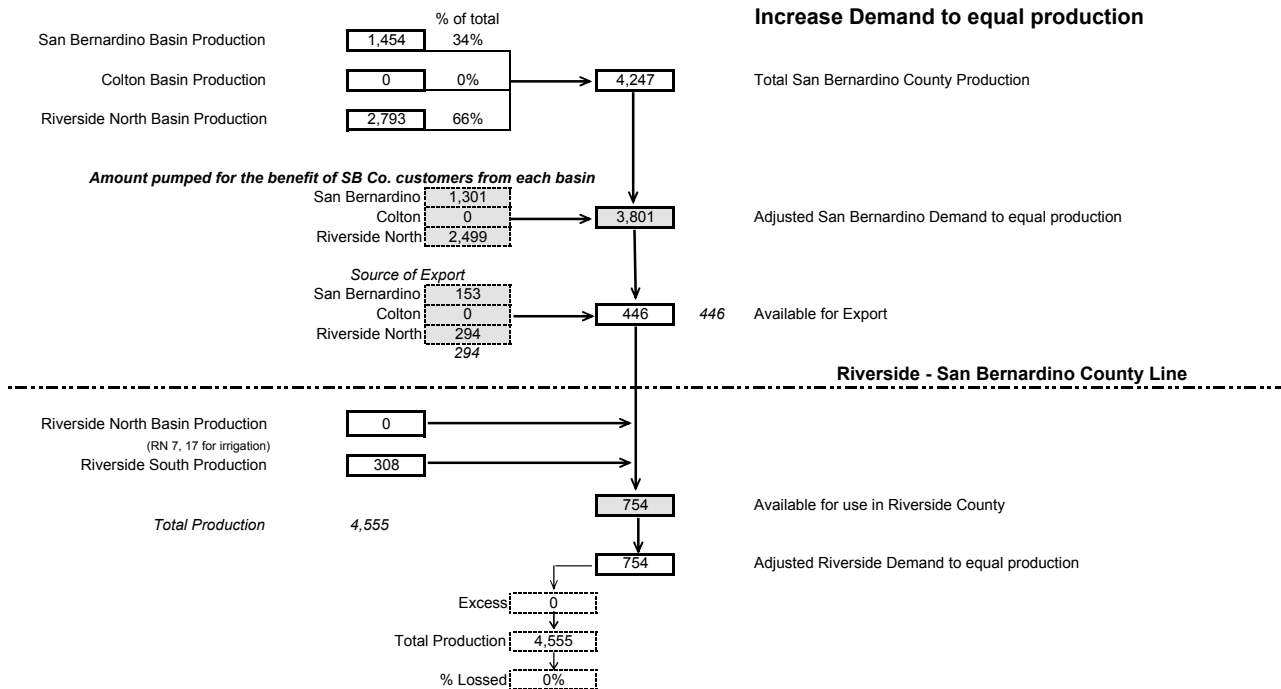 % of total
Increase Demand to equal production
San Bernardino Basin Production 1,454 34%
Colton Basin Production 0 0% 4,247 Total San Bernardino County Production
Riverside North Basin Production 2,793 66%
Amount pumped for the benefit of SB Co. customers from each basin
San Bernardino 1,301
Colton 0 3,801 Adjusted San Bernardino Demand to equal production
Riverside North 2,499
Source of Export
San Bernardino 153
Colton 0 446 446 Available for Export
Riverside North 294
294
Riverside - San Bernardino County Line
Riverside North Basin Production 0
(RN 7, 17 for irrigation)
Riverside South Production 308
754 Available for use in Riverside County
Total Production 4,555
754 Adjusted Riverside Demand to equal production
Excess 0
Total Production 4,555
% Lossed 0%